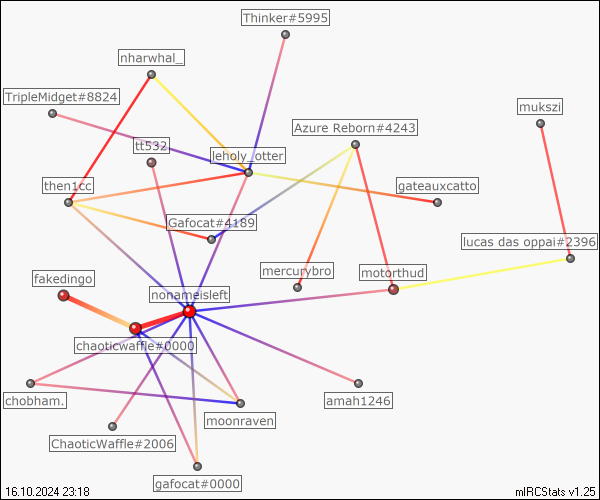 Thinker#5995
nharwhal_
TripleMidget#8824
mukszi
Azure Reborn#4243
tt532
leholy_otter
then1cc
gateauxcatto
Gafocat#4189
lucas das oppai#2396
mercurybro
motorthud
fakedingo
nonameisleft
chaoticwaffle#0000
chobham.
amah1246
moonraven
ChaoticWaffle#2006
gafocat#0000
16.10.2024 23:18
mIRCStats v1.25